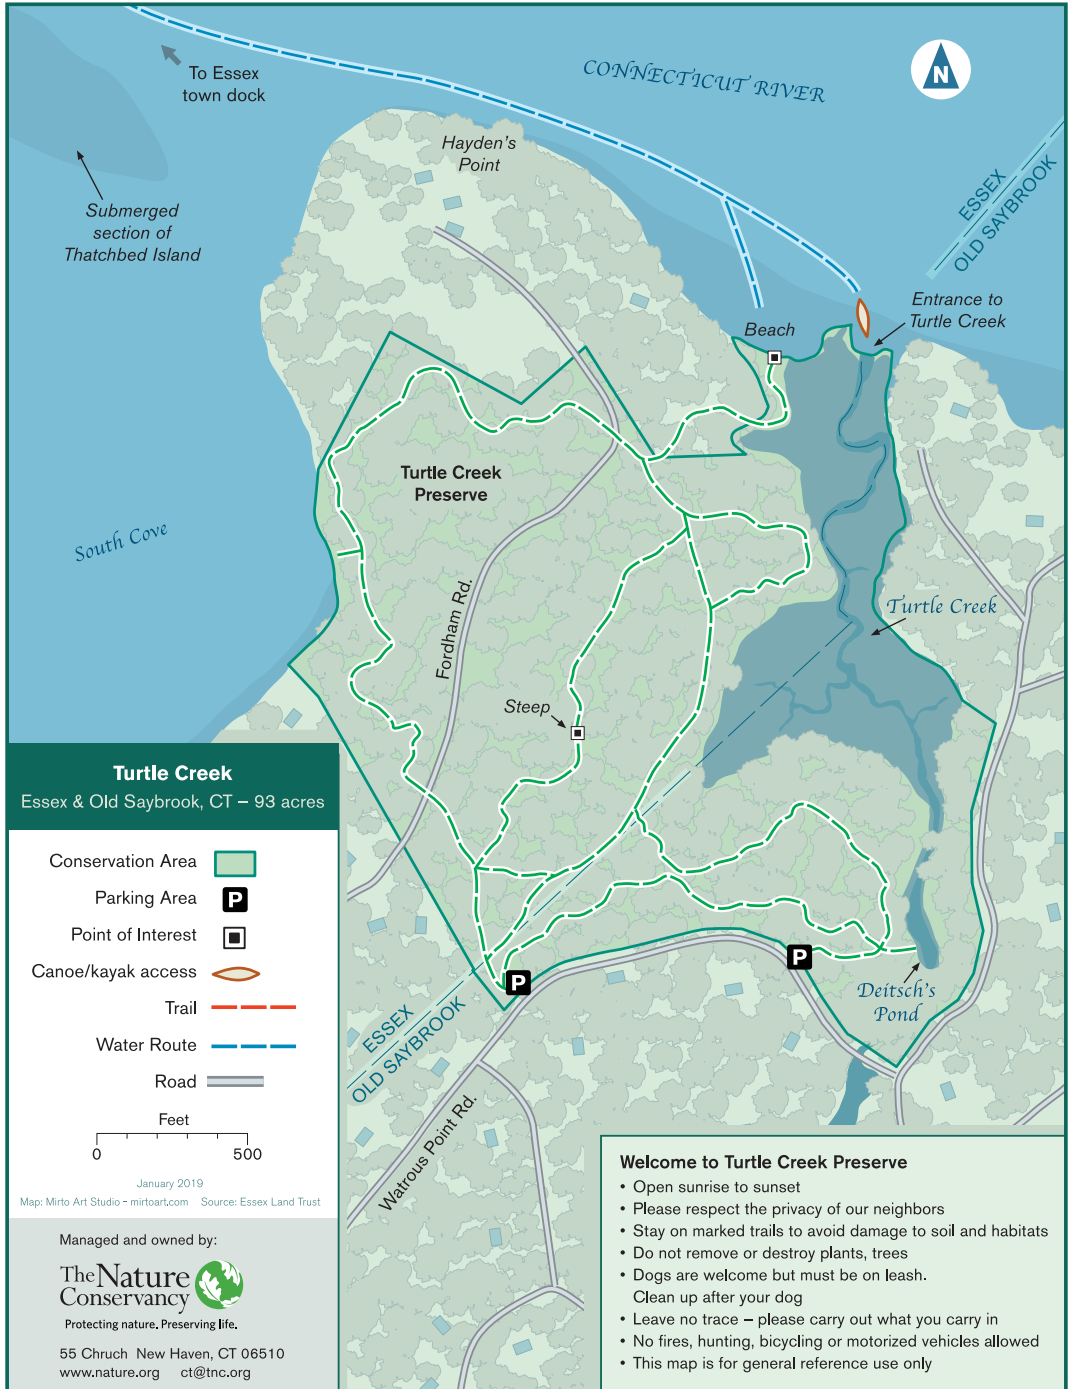 To Essex
town dock
CONNECTICUT RIVER
N
Hayden's
Point
ESSEX
OLD SAYBROOK
Submerged
section of
Thatchbed Island
Entrance to
Turtle Creek
Beach
Turtle Creek
Preserve
South Cove
Fordham Rd.
Turtle Creek
Steep
Turtle Creek
Essex & Old Saybrook, CT – 93 acres
Conservation Area
Parking Area
P
Point of Interest
Canoe/kayak access
Trail
Water Route
Road
Feet
0 500
January 2019
Map: Mirto Art Studio – mirtoart.com Source: Essex Land Trust
P
P
Deitsch's
Pond
ESSEX
OLD SAYBROOK
Watrous Point Rd.
Managed and owned by:
The Nature
Conservancy
Protecting nature. Preserving life.
55 Chruch New Haven, CT 06510
www.nature.org ct@tnc.org
Welcome to Turtle Creek Preserve
• Open sunrise to sunset
• Please respect the privacy of our neighbors
• Stay on marked trails to avoid damage to soil and habitats
• Do not remove or destroy plants, trees
• Dogs are welcome but must be on leash.
Clean up after your dog
• Leave no trace – please carry out what you carry in
• No fires, hunting, bicycling or motorized vehicles allowed
• This map is for general reference use only